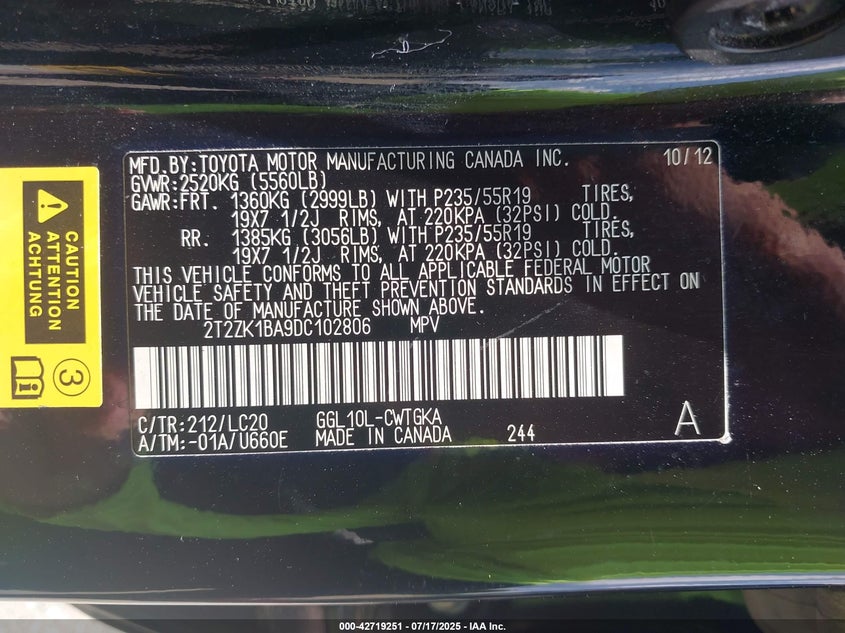 MFD.BY:TOYOTA MOTOR MANUFACTURING CANADA INC. 10/12
GVWR:2520KG (5560LB)
GAWR:FRT. 1360KG (2999LB) WITH P235/55R19 TIRES,
19X7 1/2J RIMS, AT 220KPA (32PSI) COLD.
RR. 1385KG (3056LB) WITH P235/55R19 TIRES,
19X7 1/2J RIMS, AT 220KPA (32PSI) COLD.
THIS VEHICLE CONFORMS TO ALL APPLICABLE FEDERAL MOTOR
VEHICLE SAFETY AND THEFT PREVENTION STANDARDS IN EFFECT ON
THE DATE OF MANUFACTURE SHOWN ABOVE.
2T2ZK1BA9DC102806 MPV
C/TR:212/LC20 GGL10L-CWTGKA
A/TM:-01A/U660E MADE IN CANADA 244 A
CAUTION
ATTENTION
ACHTUNG
3
000-42719251 - 07/17/2025 - IAA Inc.